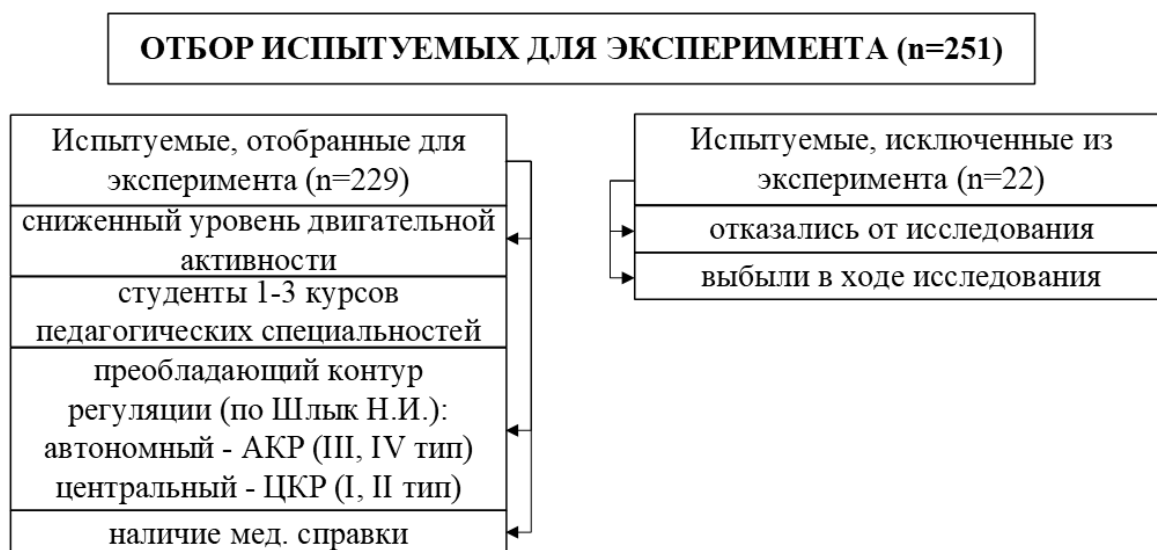 ОТБОР ИСПЫТУЕМЫХ ДЛЯ ЭКСПЕРИМЕНТА (n=251)
Испытуемые, отобранные для
эксперимента (n=229)
сниженный уровень двигательной
активности
студенты 1-3 курсов
педагогических специальностей
преобладающий контур
регуляции (по Шлык Н.И.):
автономный - АКР (III, IV тип)
центральный - ЦКР (I, II тип)
наличие мед. справки
Испытуемые, исключенные из
эксперимента (n=22)
отказались от исследования
выбыли в ходе исследования